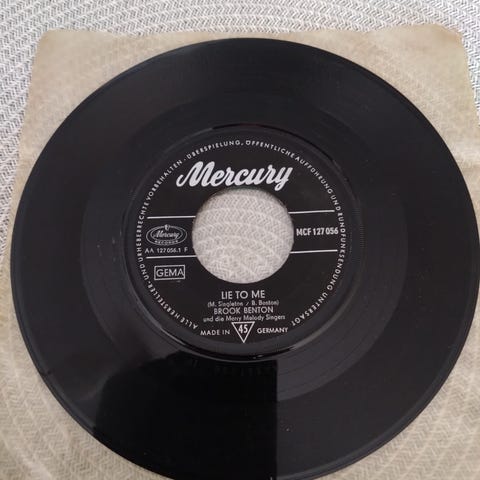 ALLE HERSTELLER- UND URHEBERRECHTE VORBEHALTEN · ÜBERSPIELUNG, ÖFFENTLICHE AUFFÜHRUNG UND RUNDFUNKSENDUNG UNTERSAGT
Mercury
Mercury
RECORDS
MCF 127 056
AA 127 056.1 F
GEMA
LIE TO ME
(M. Singleton / B. Benton)
BROOK BENTON
und die Merry Melody Singers
MADE IN 45 GERMANY